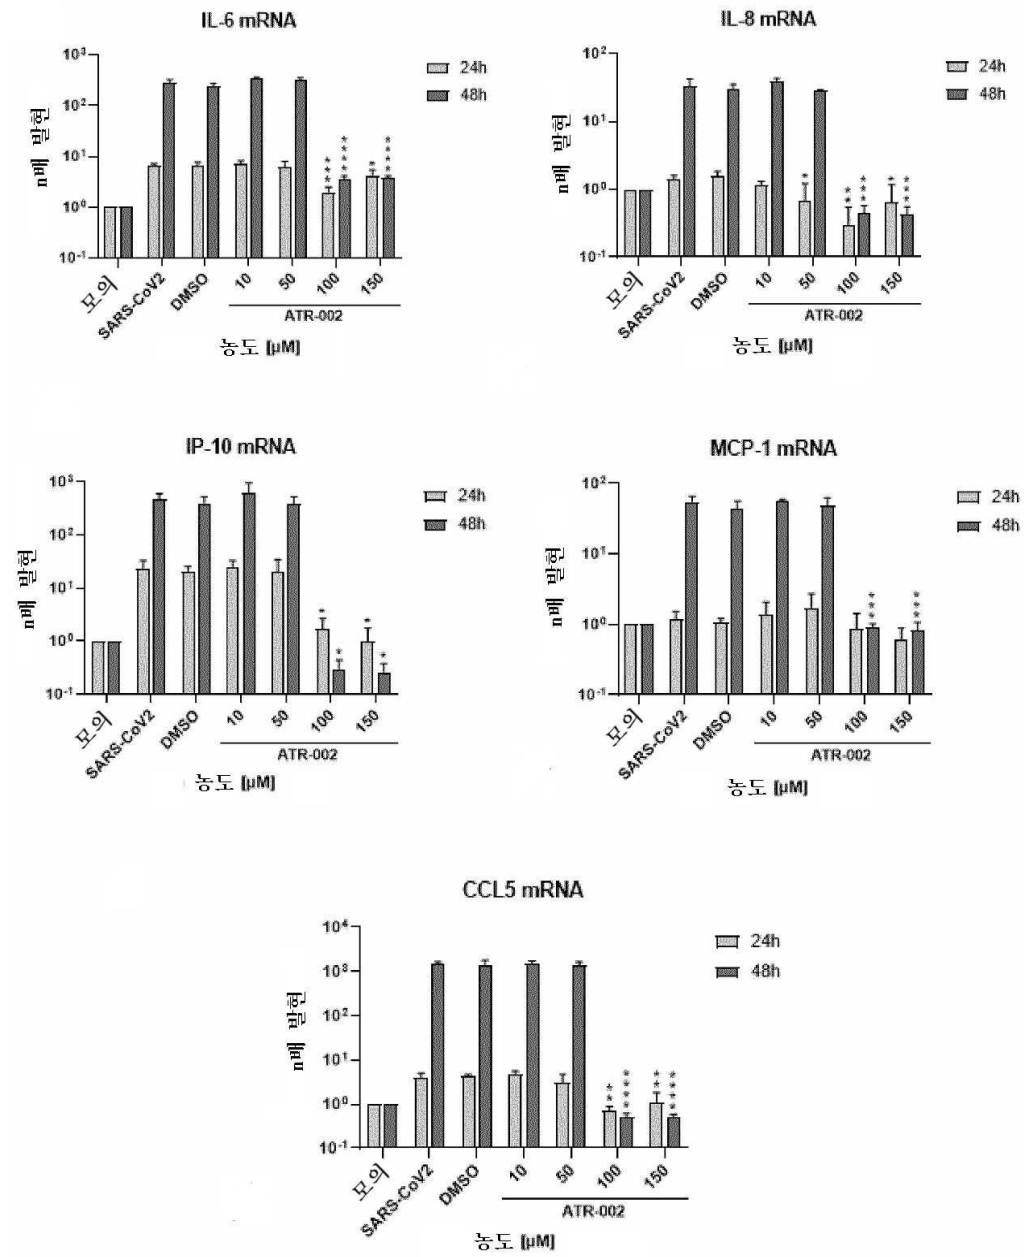 IL-6 mRNA
10³
10²
10¹
10⁰
10⁻¹
n배 발현
24h
48h
***
****
*
****
모의
SARS-CoV2
DMSO
10
50
100
150
ATR-002
농도 [μM]
IL-8 mRNA
10²
10¹
10⁰
10⁻¹
n배 발현
24h
48h
*
**
***
*
***
모의
SARS-CoV2
DMSO
10
50
100
150
ATR-002
농도 [μM]
IP-10 mRNA
10³
10²
10¹
10⁰
10⁻¹
n배 발현
24h
48h
*
*
*
*
모의
SARS-CoV2
DMSO
10
50
100
150
ATR-002
농도 [μM]
MCP-1 mRNA
10²
10¹
10⁰
10⁻¹
n배 발현
24h
48h
***
***
모의
SARS-CoV2
DMSO
10
50
100
150
ATR-002
농도 [μM]
CCL5 mRNA
10⁴
10³
10²
10¹
10⁰
10⁻¹
n배 발현
24h
48h
**
****
**
****
모의
SARS-CoV2
DMSO
10
50
100
150
ATR-002
농도 [μM]